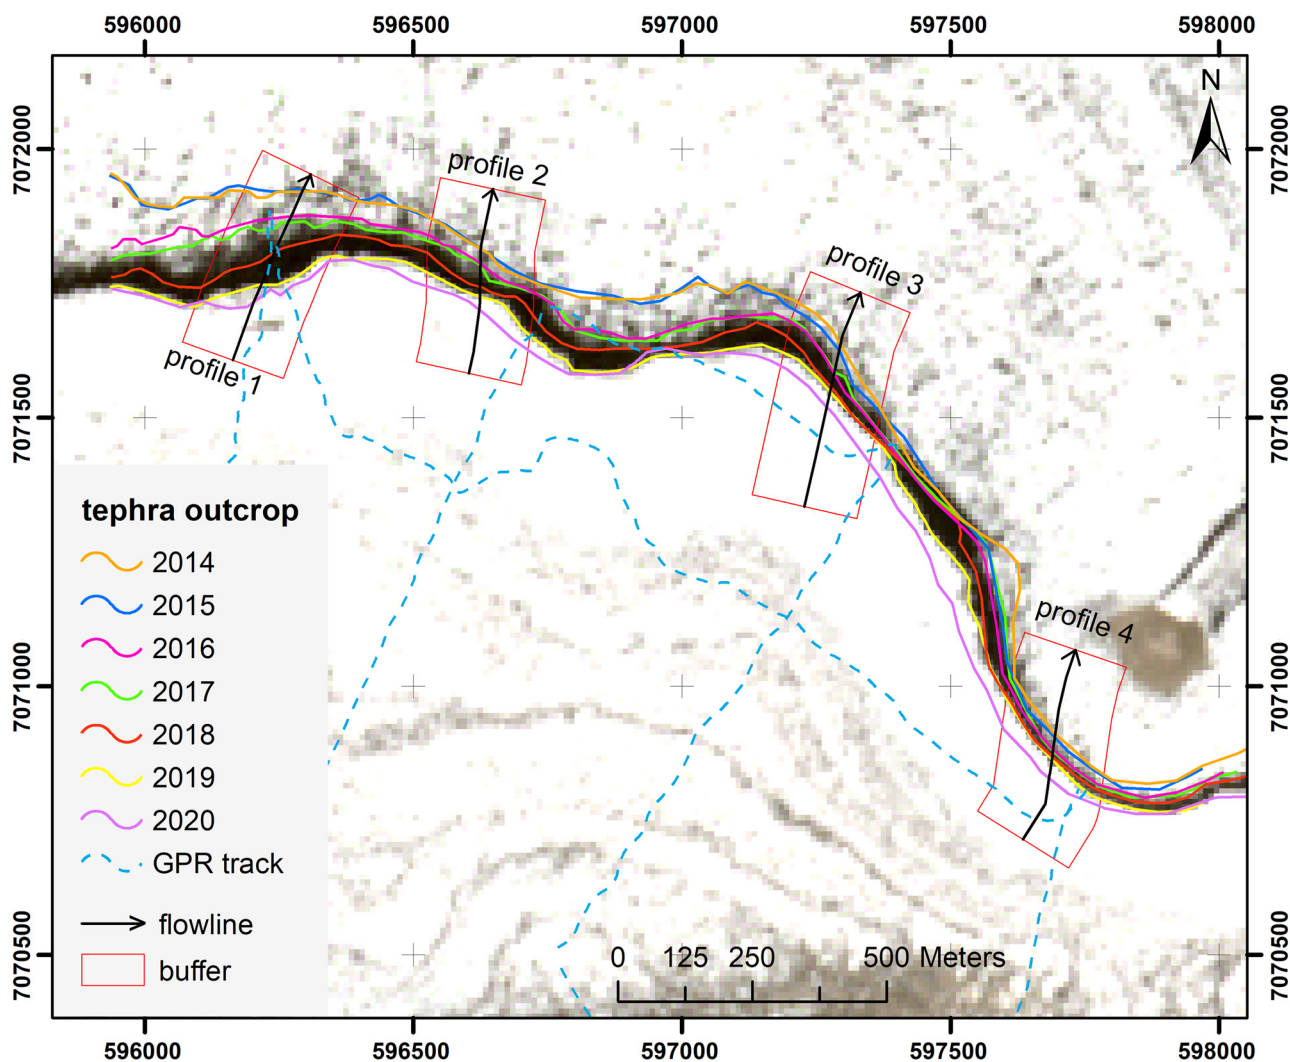 596000 596500 597000 597500 598000
N
7072000 7072000
profile 2
profile 3
profile 1
7071500 7071500
profile 4
7071000 7071000
7070500 7070500
tephra outcrop
2014
2015
2016
2017
2018
2019
2020
GPR track
flowline
buffer
0 125 250 500 Meters
596000 596500 597000 597500 598000